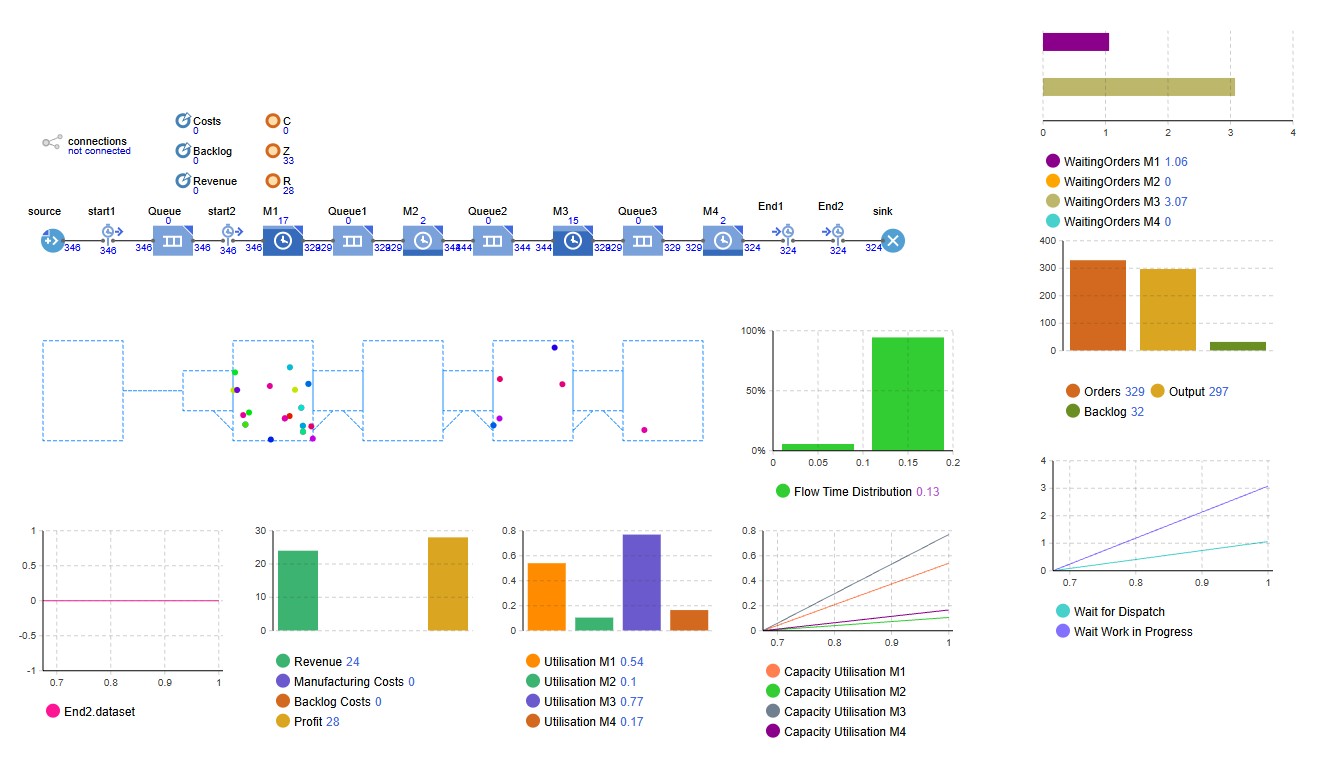 0 1 2 3 4
WaitingOrders M1 1.06
WaitingOrders M2 0
WaitingOrders M3 3.07
WaitingOrders M4 0
connections
not connected
Costs
0
Backlog
0
Revenue
0
C
0
Z
33
R
28
source start1 Queue start2 M1 Queue1 M2 Queue2 M3 Queue3 M4 End1 End2 sink
0 17 0 2 0 15 0 2
346 346 346 346 346 346 329 329 344 344 329 329 324 324 324 324
400
300
200
100
0
Orders 329 Output 297
Backlog 32
100%
50%
0%
0 0.05 0.1 0.15 0.2
Flow Time Distribution 0.13
4
3
2
1
0
0.7 0.8 0.9 1
Wait for Dispatch
Wait Work in Progress
1
0.5
0
-0.5
-1
0.7 0.8 0.9 1
End2.dataset
30
20
10
0
Revenue 24
Manufacturing Costs 0
Backlog Costs 0
Profit 28
0.8
0.6
0.4
0.2
0
Utilisation M1 0.54
Utilisation M2 0.1
Utilisation M3 0.77
Utilisation M4 0.17
0.8
0.6
0.4
0.2
0
0.7 0.8 0.9 1
Capacity Utilisation M1
Capacity Utilisation M2
Capacity Utilisation M3
Capacity Utilisation M4